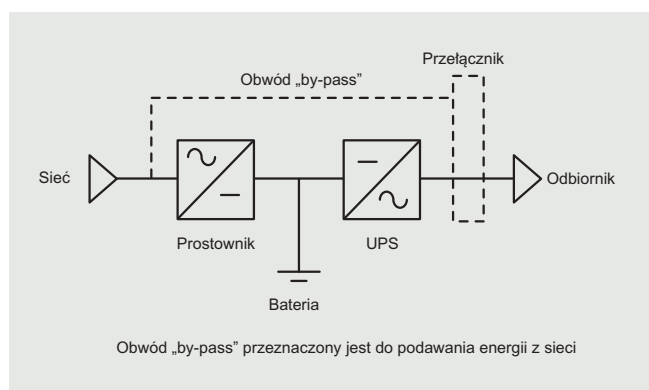 Przełącznik
Obwód „by-pass”
Sieć
Odbiornik
Prostownik
UPS
Bateria
Obwód „by-pass” przeznaczony jest do podawania energii z sieci